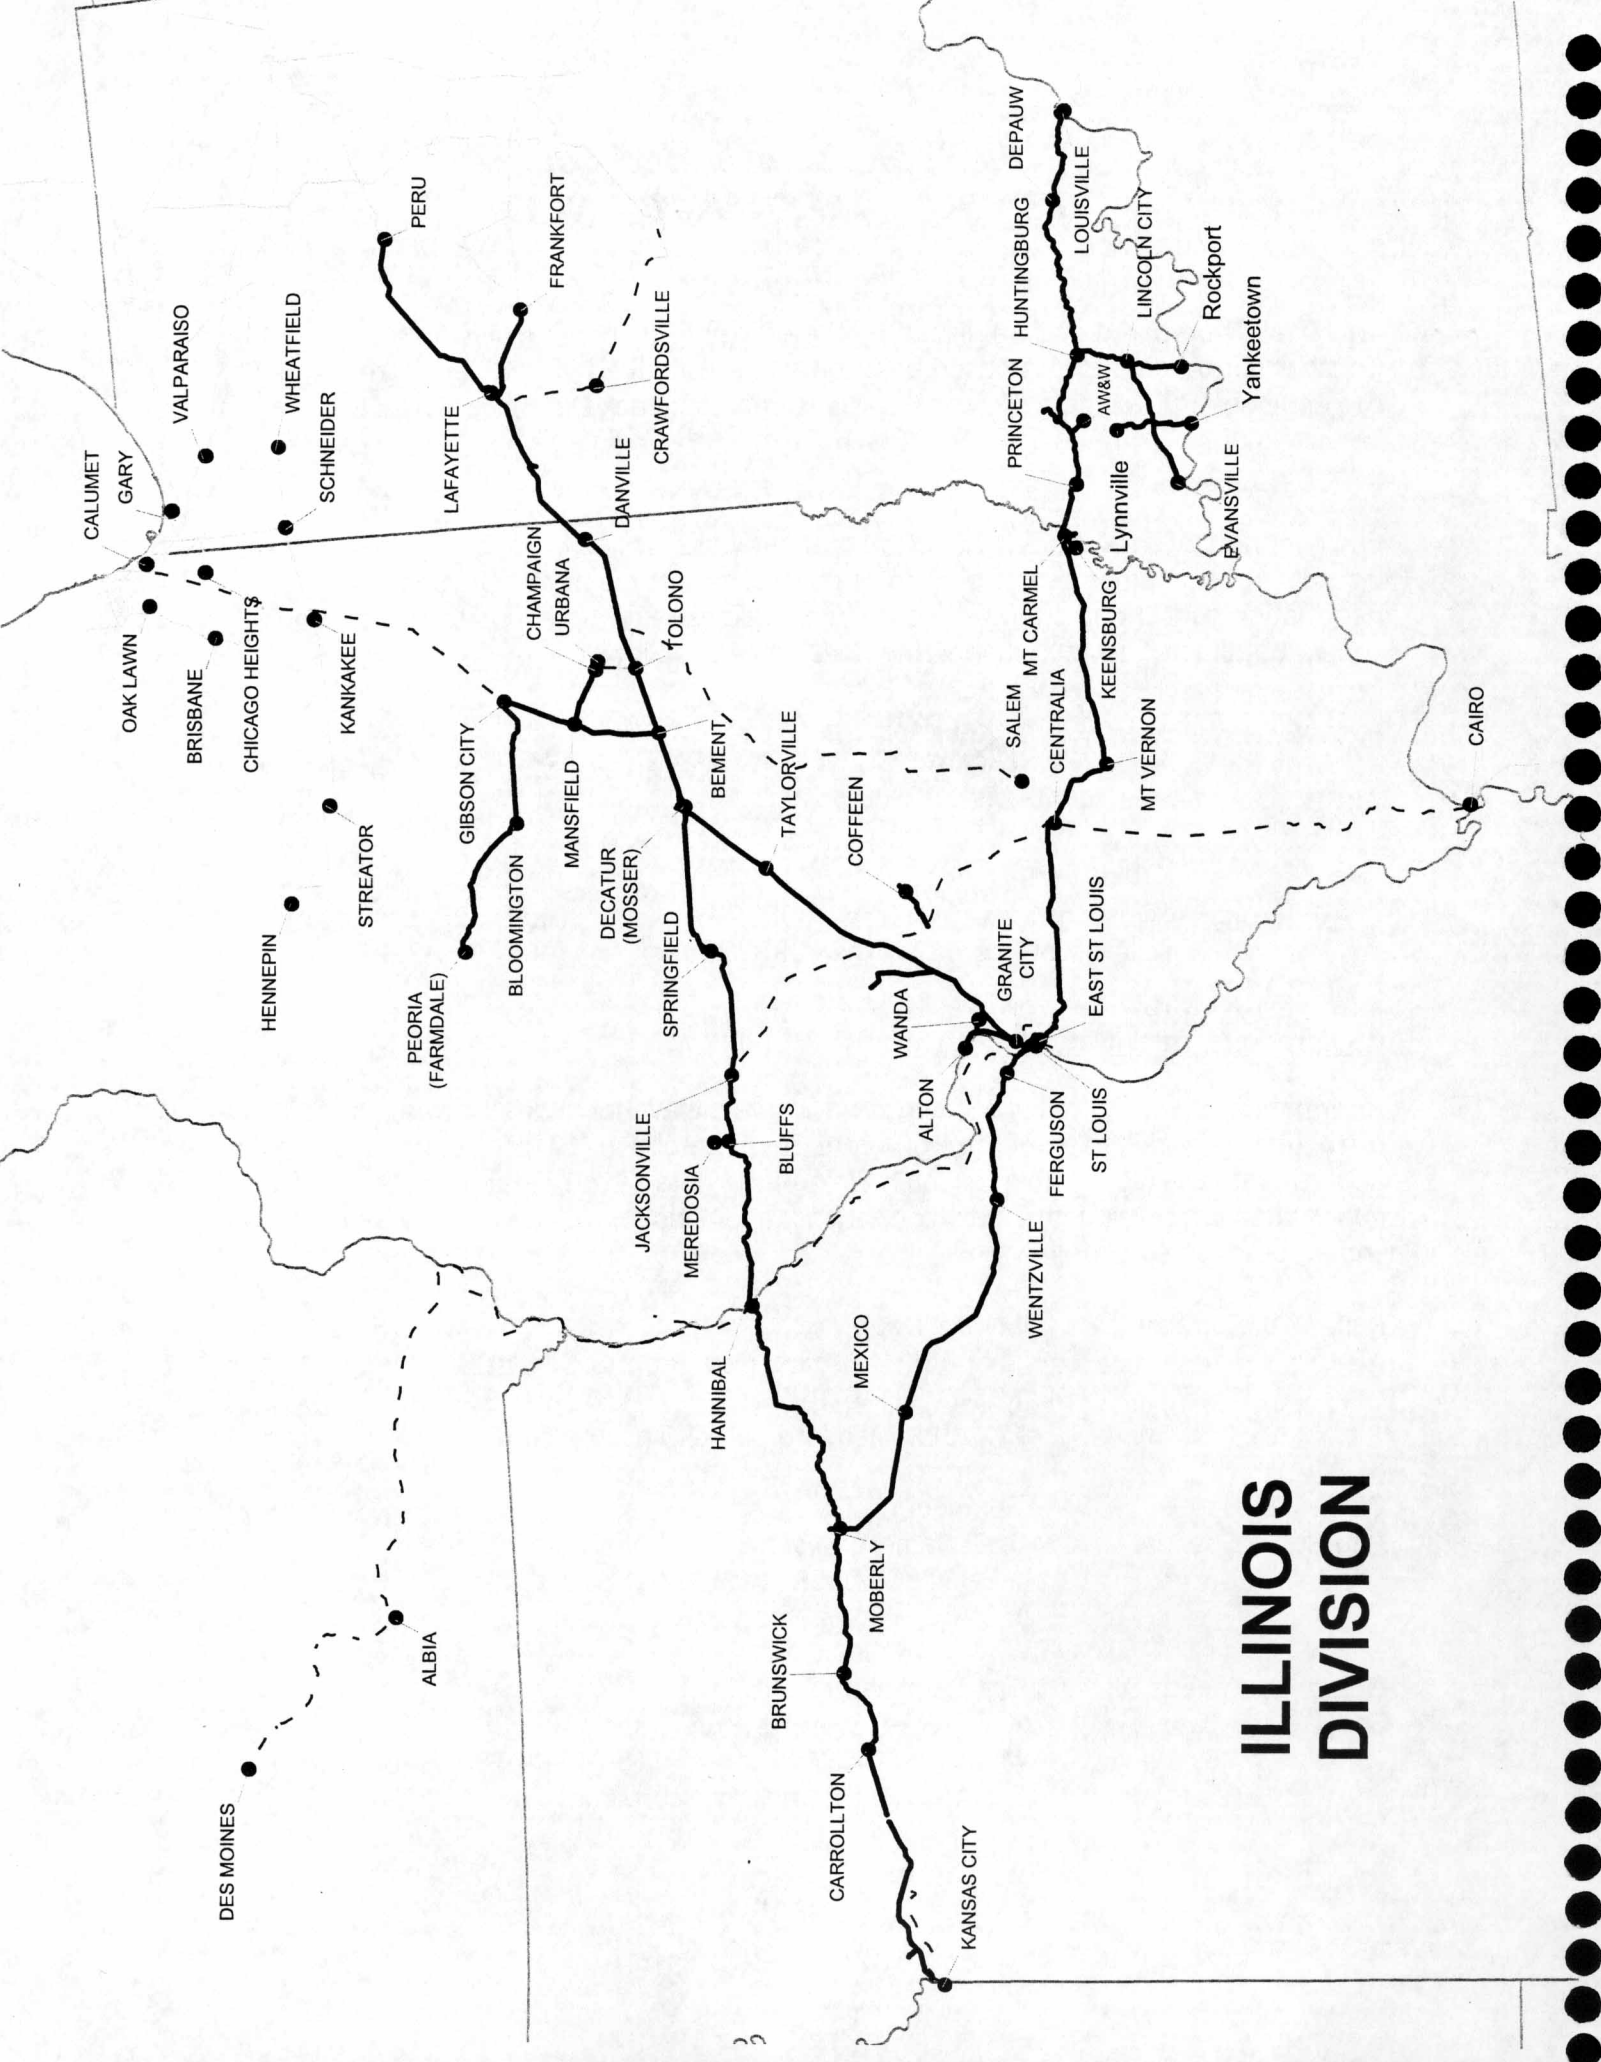 DES MOINES
ALBIA
HENNEPIN
STREATOR
OAK LAWN
BRISBANE
CHICAGO HEIGHTS
KANKAKEE
CALUMET
GARY
VALPARAISO
WHEATFIELD
SCHNEIDER
PERU
FRANKFORT
LAFAYETTE
CRAWFORDSVILLE
DANVILLE
CHAMPAIGN
URBANA
TOLONO
GIBSON CITY
MANSFIELD
BEMENT
PEORIA
(FARMDALE)
BLOOMINGTON
DECATUR
(MOSSER)
TAYLORVILLE
SPRINGFIELD
JACKSONVILLE
MEREDOSIA
BLUFFS
HANNIBAL
MEXICO
MOBERLY
BRUNSWICK
CARROLLTON
KANSAS CITY
WENTZVILLE
FERGUSON
ST LOUIS
ALTON
WANDA
GRANITE
CITY
EAST ST LOUIS
COFFEEN
SALEM
CENTRALIA
MT VERNON
MT CARMEL
KEENSBURG
PRINCETON
HUNTINGBURG
DEPAUW
LOUISVILLE
LINCOLN CITY
AW&W
Lynnville
Rockport
Yankeetown
EVANSVILLE
CAIRO
ILLINOIS
DIVISION